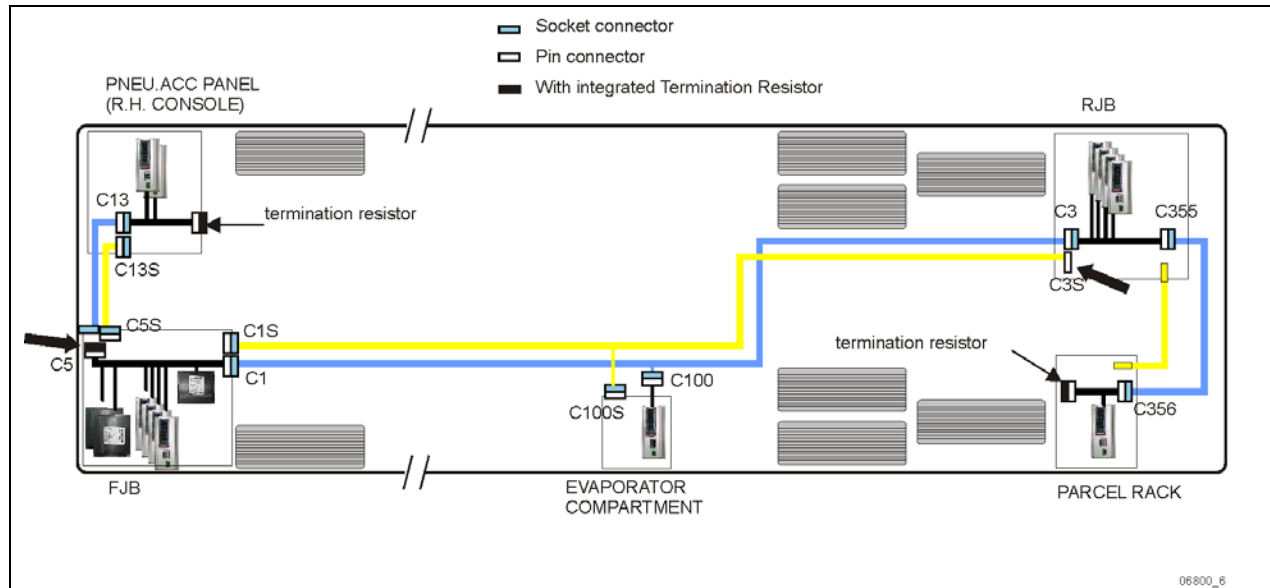 Socket connector
Pin connector
With integrated Termination Resistor
PNEU.ACC PANEL
(R.H. CONSOLE)
RJB
C13
termination resistor
C3
C355
C13S
C3S
C5S
C1S
C5
C1
termination resistor
C100
C100S
C356
FJB
EVAPORATOR
COMPARTMENT
PARCEL RACK
06800_6